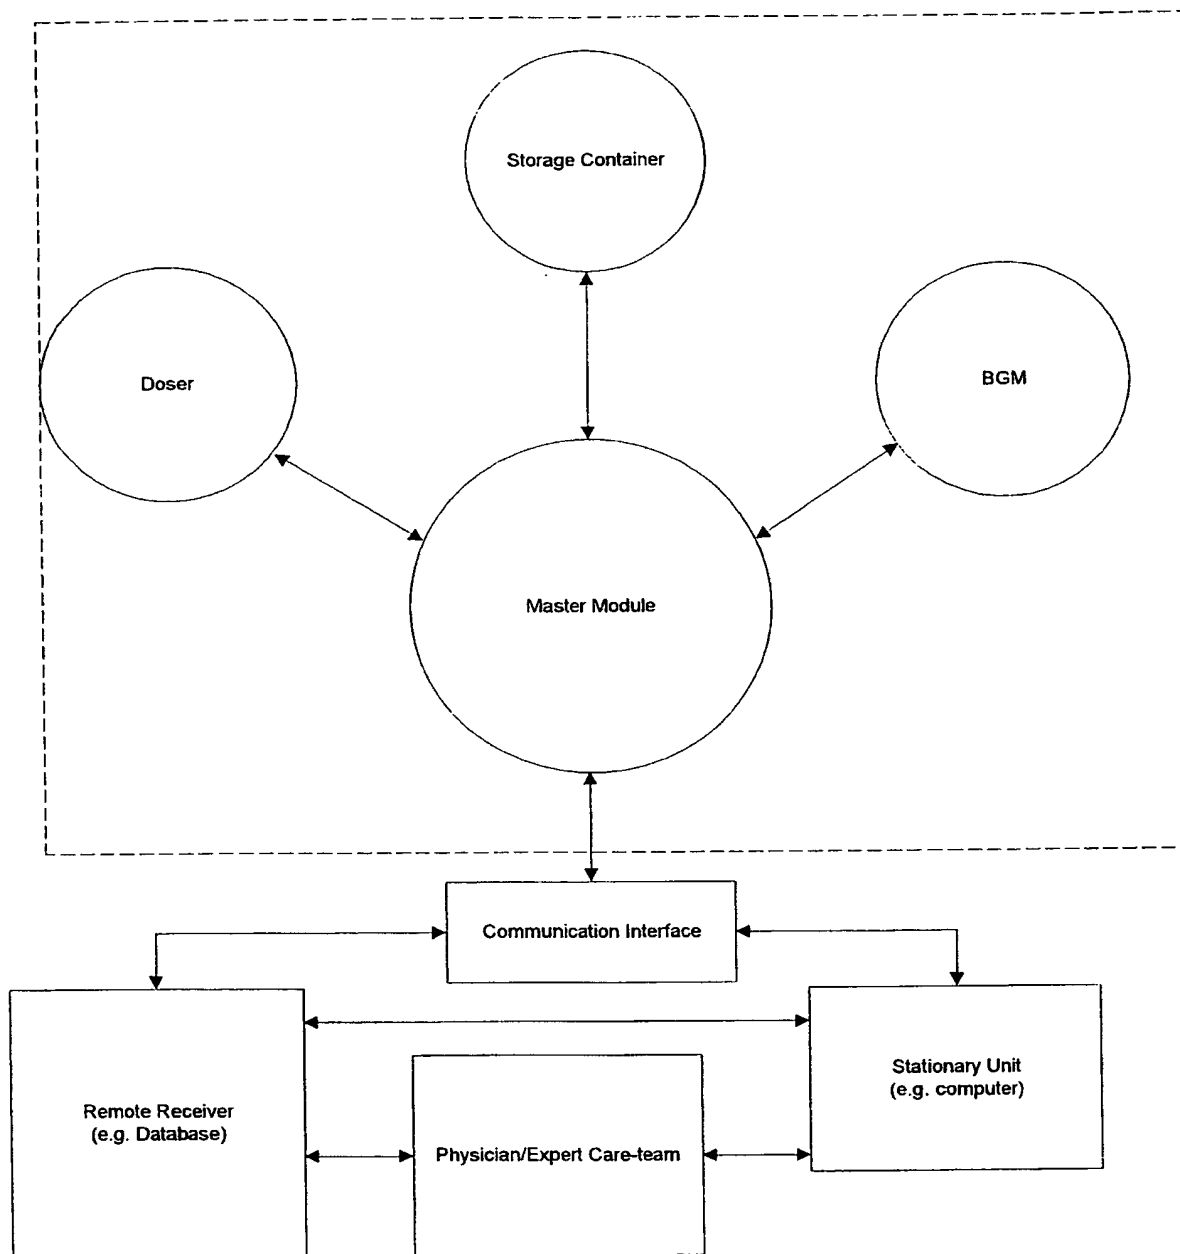 Storage Container
Doser
BGM
Master Module
Communication Interface
Stationary Unit
(e.g. computer)
Remote Receiver
(e.g. Database)
Physician/Expert Care-team